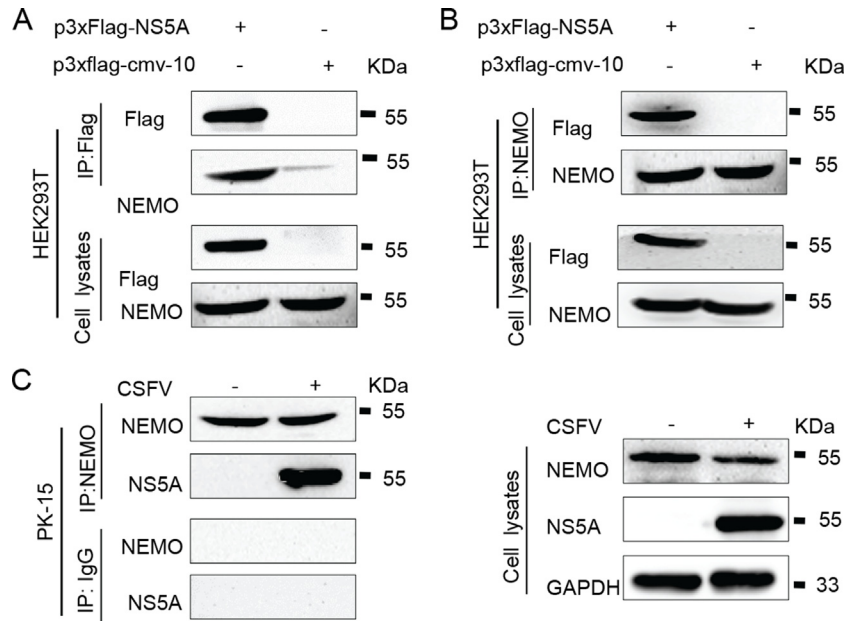 A
p3xFlag-NS5A + -
p3xflag-cmv-10 - + KDa
HEK293T
IP:Flag
Flag 55
NEMO 55
Cell lysates
Flag 55
NEMO 55
B
p3xFlag-NS5A + -
p3xflag-cmv-10 - + KDa
HEK293T
IP:NEMO
Flag 55
NEMO 55
Cell lysates
Flag 55
NEMO 55
C
CSFV - + KDa
PK-15
IP:NEMO
NEMO 55
NS5A 55
IP: IgG
NEMO
NS5A
CSFV - + KDa
Cell lysates
NEMO 55
NS5A 55
GAPDH 33